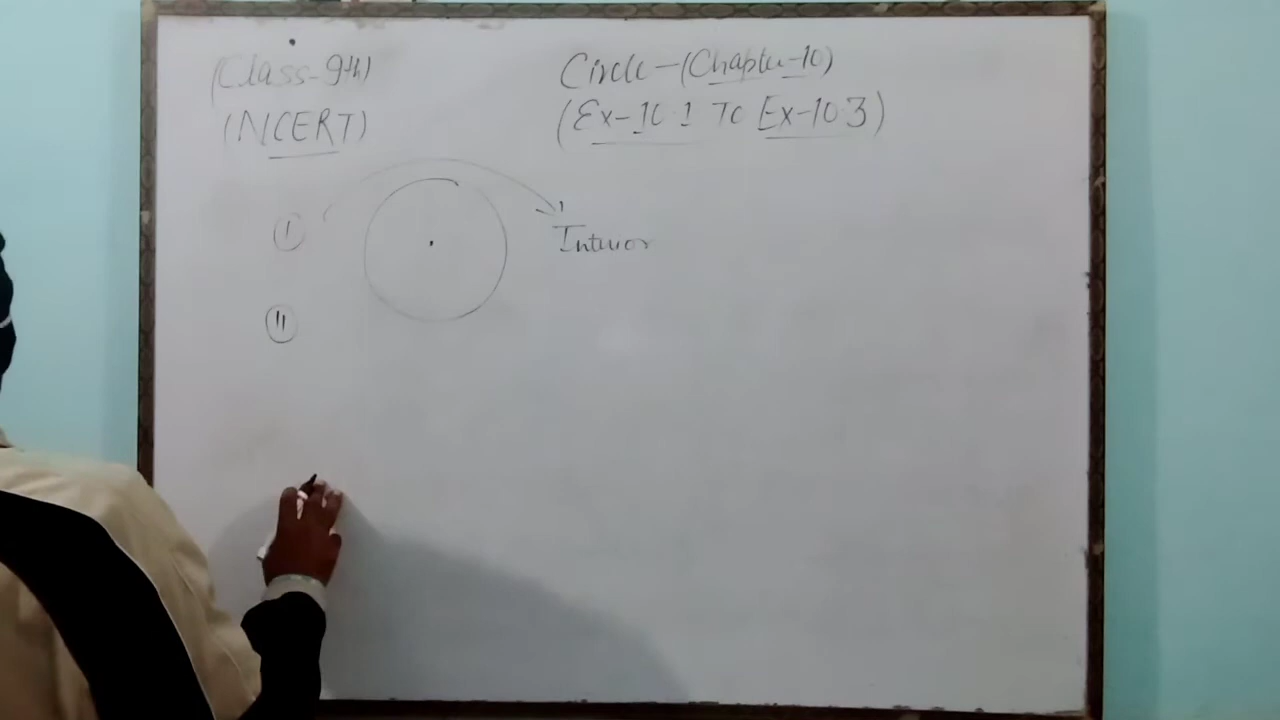 (Class-9th)
(NCERT)
Circle-(Chapter-10)
(Ex-10.1 To Ex-10.3)
I
Interior
II